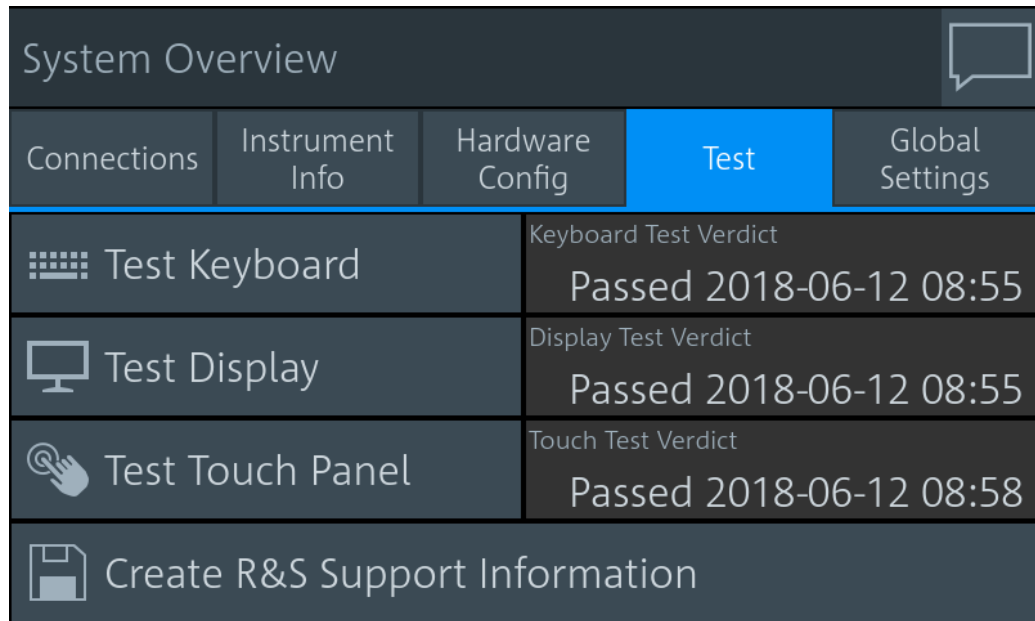 System Overview
Connections
Instrument
Info
Hardware
Config
Test
Global
Settings
Test Keyboard
Keyboard Test Verdict
Passed 2018-06-12 08:55
Test Display
Display Test Verdict
Passed 2018-06-12 08:55
Test Touch Panel
Touch Test Verdict
Passed 2018-06-12 08:58
Create R&S Support Information